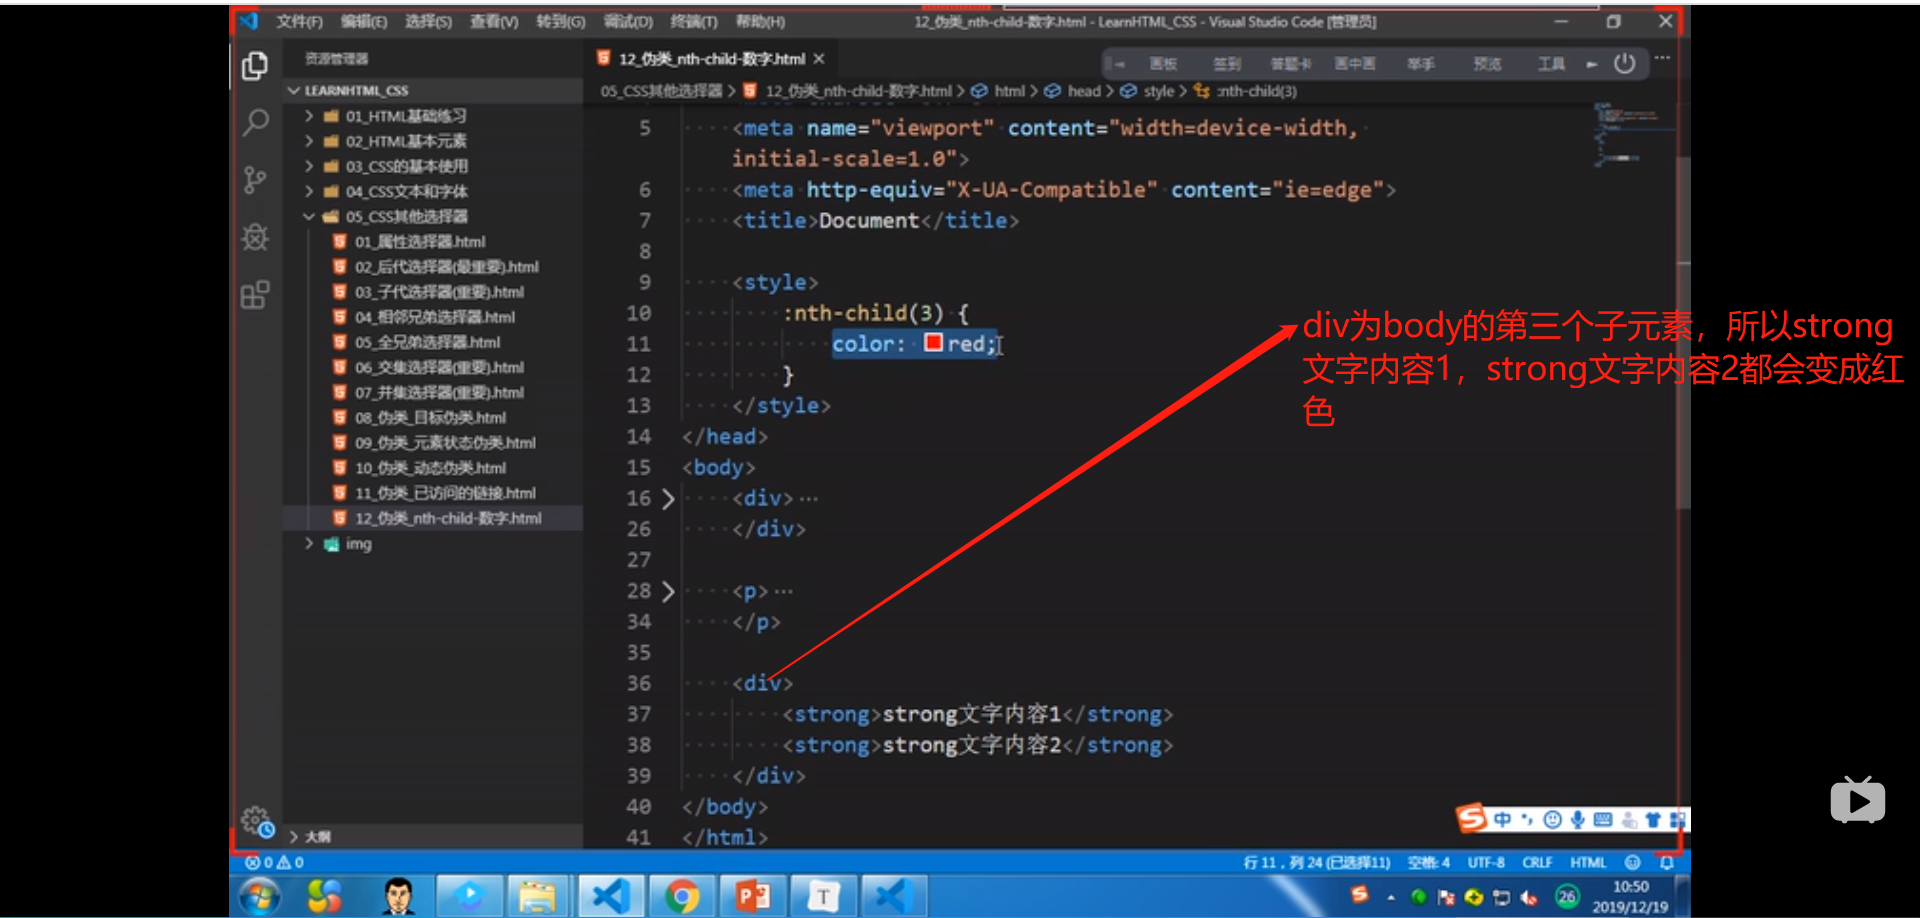 文件(F) 编辑(E) 选择(S) 查看(V) 转到(G) 调试(D) 终端(T) 帮助(H) 12_伪类_nth-child-数字.html - LearnHTML_CSS - Visual Studio Code [管理员]
资源管理器
12_伪类_nth-child-数字.html
画板 签到 答题卡 画中画 举手 预览 工具
LEARNHTML_CSS
05_CSS其他选择器 > 12_伪类_nth-child-数字.html > html > head > style > :nth-child(3)
01_HTML基础练习
02_HTML基本元素
03_CSS的基本使用
04_CSS文本和字体
05_CSS其他选择器
01_属性选择器.html
02_后代选择器(最重要).html
03_子代选择器(重要).html
04_相邻兄弟选择器.html
05_全兄弟选择器.html
06_交集选择器(重要).html
07_并集选择器(重要).html
08_伪类_目标伪类.html
09_伪类_元素状态伪类.html
10_伪类_动态伪类.html
11_伪类_已访问的链接.html
12_伪类_nth-child-数字.html
img
大纲
5 <meta name="viewport" content="width=device-width,
initial-scale=1.0">
6 <meta http-equiv="X-UA-Compatible" content="ie=edge">
7 <title>Document</title>
8
9 <style>
10 :nth-child(3) {
11 color: red;
12 }
13 </style>
14 </head>
15 <body>
16 <div>···
26 </div>
27
28 <p>···
34 </p>
35
36 <div>
37 <strong>strong文字内容1</strong>
38 <strong>strong文字内容2</strong>
39 </div>
40 </body>
41 </html>
div为body的第三个子元素，所以strong
文字内容1，strong文字内容2都会变成红
色
中
0 0 行 11，列 24 (已选择11) 空格: 4 UTF-8 CRLF HTML
T
26
10:50
2019/12/19